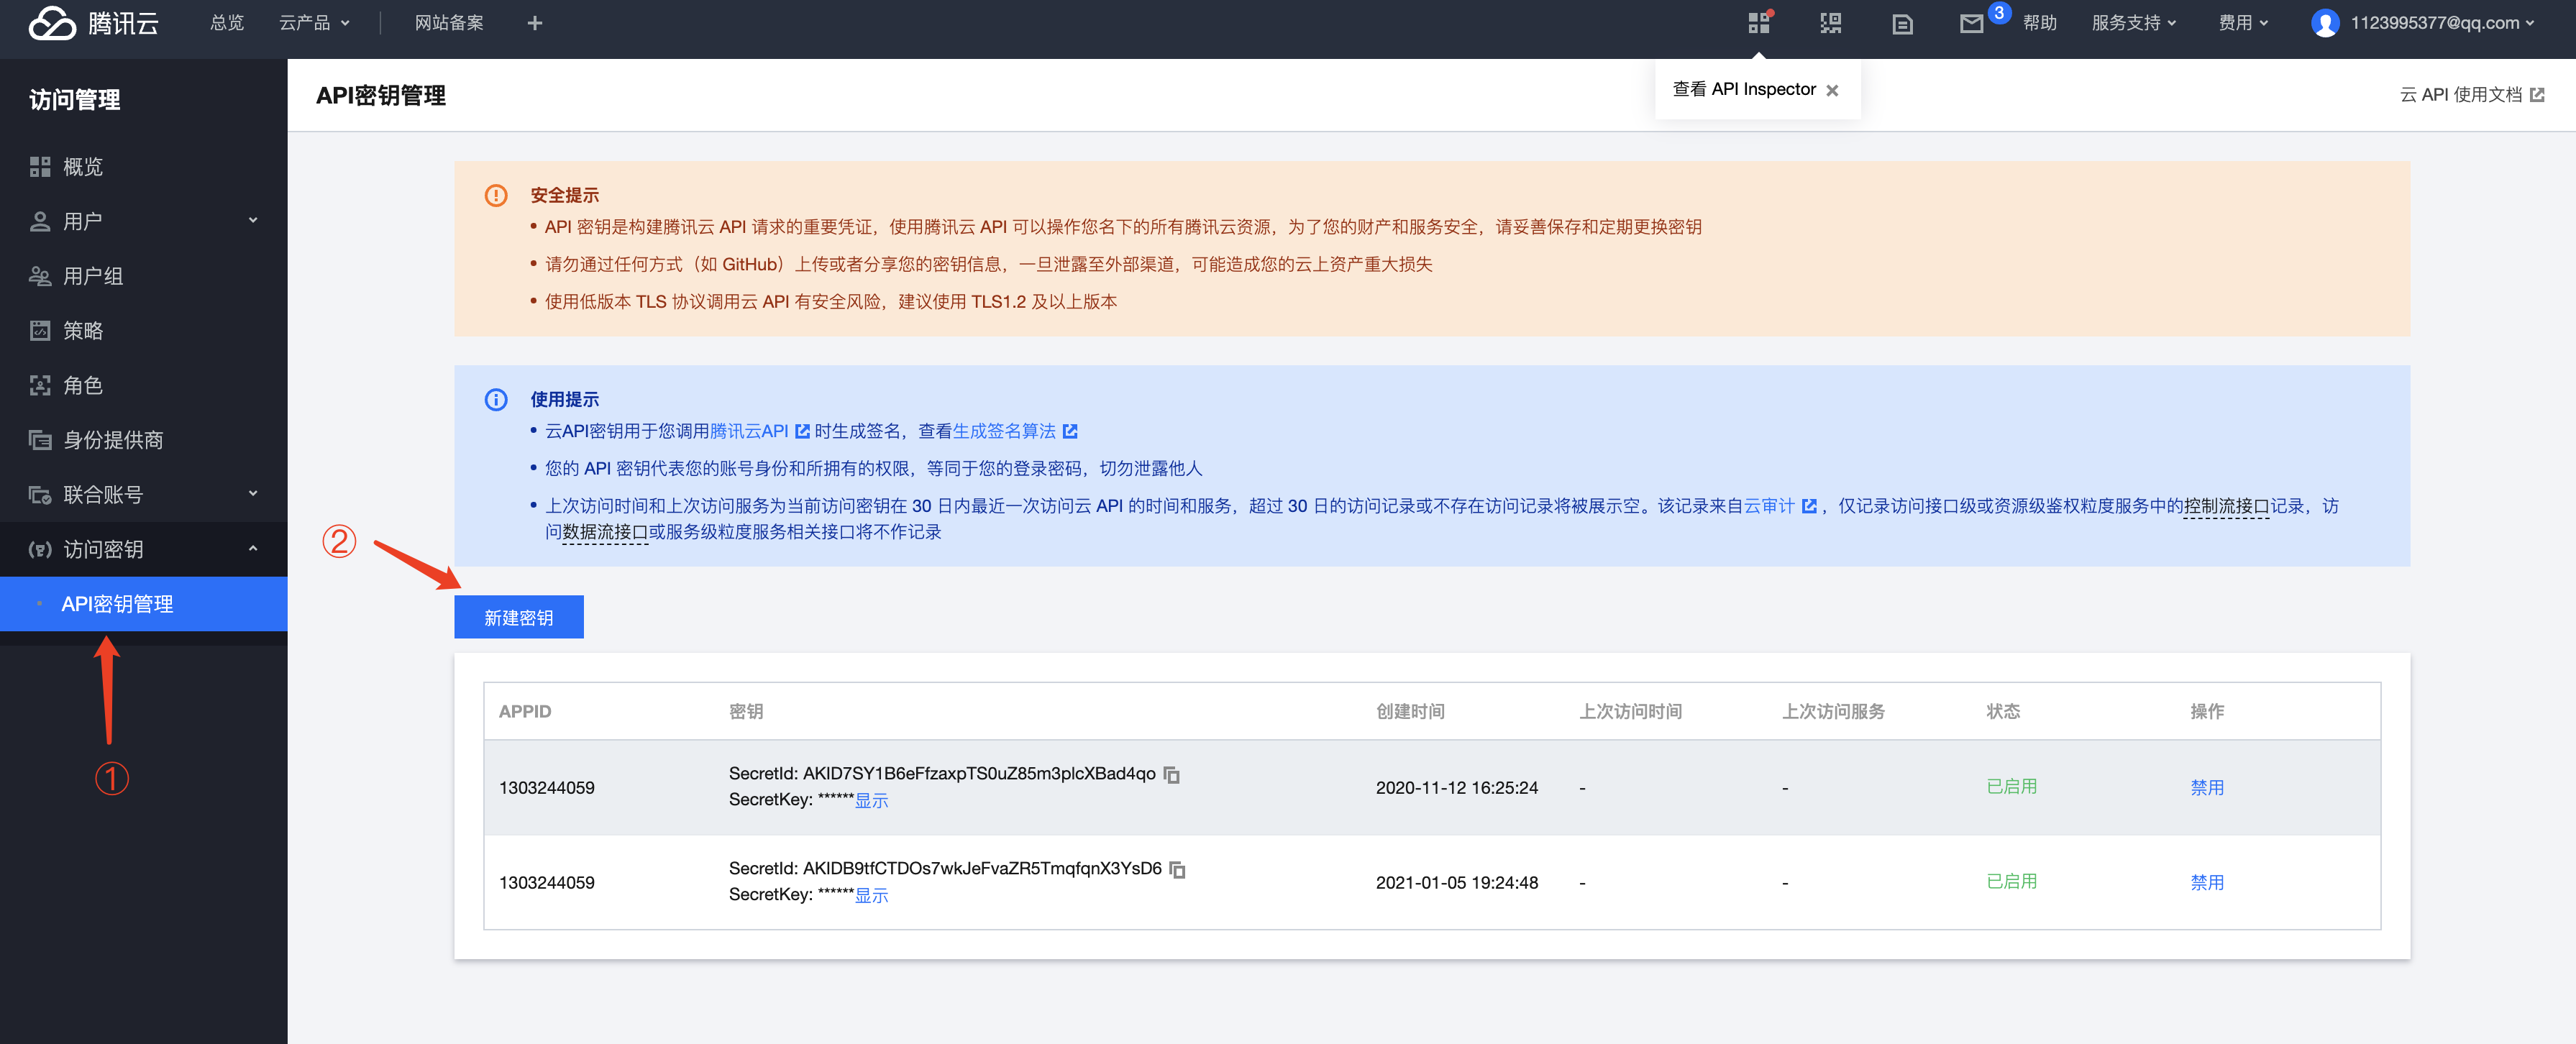 腾讯云
总览
云产品
网站备案
3
帮助
服务支持
费用
1123995377@qq.com
访问管理
概览
用户
用户组
策略
角色
身份提供商
联合账号
访问密钥
API密钥管理
①
API密钥管理
查看 API Inspector
云 API 使用文档
安全提示
API 密钥是构建腾讯云 API 请求的重要凭证，使用腾讯云 API 可以操作您名下的所有腾讯云资源，为了您的财产和服务安全，请妥善保存和定期更换密钥
请勿通过任何方式（如 GitHub）上传或者分享您的密钥信息，一旦泄露至外部渠道，可能造成您的云上资产重大损失
使用低版本 TLS 协议调用云 API 有安全风险，建议使用 TLS1.2 及以上版本
使用提示
云API密钥用于您调用腾讯云API 时生成签名，查看生成签名算法
您的 API 密钥代表您的账号身份和所拥有的权限，等同于您的登录密码，切勿泄露他人
上次访问时间和上次访问服务为当前访问密钥在 30 日内最近一次访问云 API 的时间和服务，超过 30 日的访问记录或不存在访问记录将被展示空。该记录来自云审计 ，仅记录访问接口级或资源级鉴权粒度服务中的控制流接口记录，访
问数据流接口或服务级粒度服务相关接口将不作记录
②
新建密钥
APPID 密钥 创建时间 上次访问时间 上次访问服务 状态 操作
SecretId: AKID7SY1B6eFfzaxpTS0uZ85m3plcXBad4qo
1303244059 2020-11-12 16:25:24 - - 已启用 禁用
SecretKey: ******显示
SecretId: AKIDB9tfCTDOs7wkJeFvaZR5TmqfqnX3YsD6
1303244059 2021-01-05 19:24:48 - - 已启用 禁用
SecretKey: ******显示